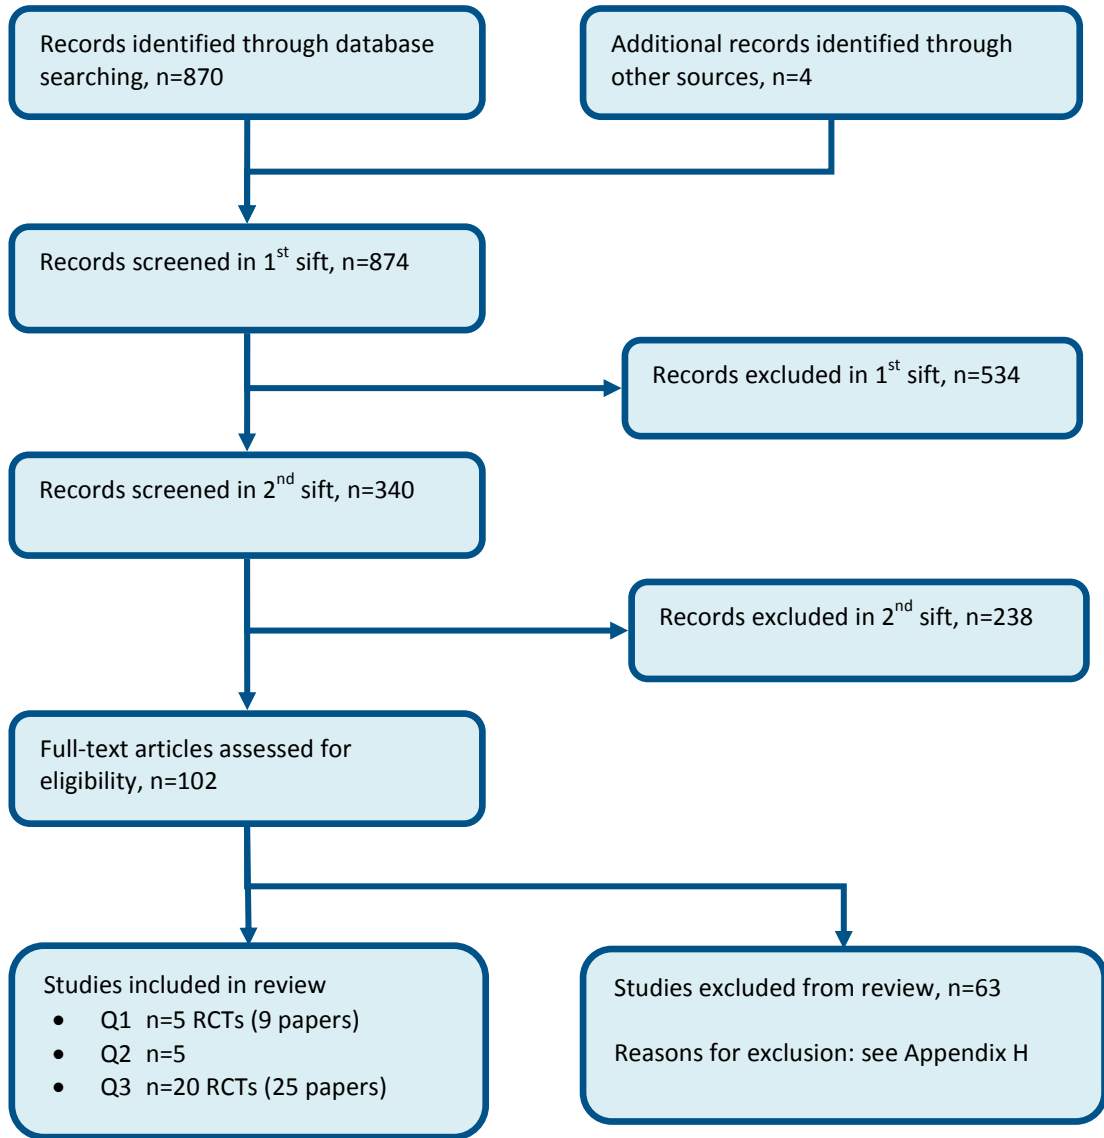 Records identified through database
searching, n=870
Additional records identified through
other sources, n=4
Records screened in 1st sift, n=874
Records excluded in 1st sift, n=534
Records screened in 2nd sift, n=340
Records excluded in 2nd sift, n=238
Full-text articles assessed for
eligibility, n=102
Studies included in review
• Q1 n=5 RCTs (9 papers)
• Q2 n=5
• Q3 n=20 RCTs (25 papers)
Studies excluded from review, n=63
Reasons for exclusion: see Appendix H